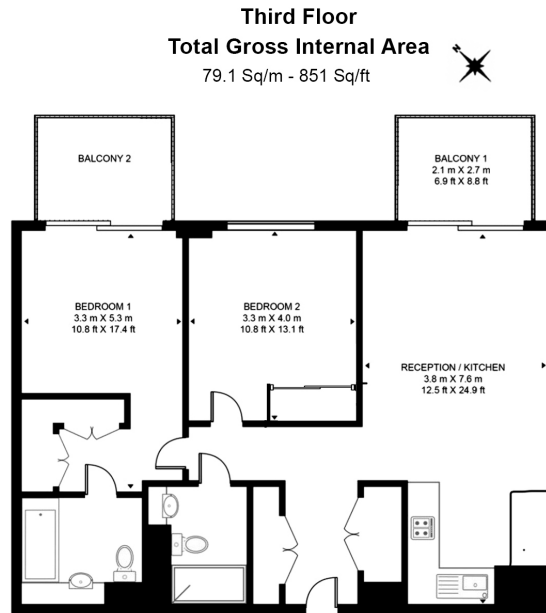 Third Floor
Total Gross Internal Area
79.1 Sq/m - 851 Sq/ft
N
BALCONY 2
BALCONY 1
2.1 m X 2.7 m
6.9 ft X 8.8 ft
BEDROOM 1
3.3 m X 5.3 m
10.8 ft X 17.4 ft
BEDROOM 2
3.3 m X 4.0 m
10.8 ft X 13.1 ft
RECEPTION / KITCHEN
3.8 m X 7.6 m
12.5 ft X 24.9 ft